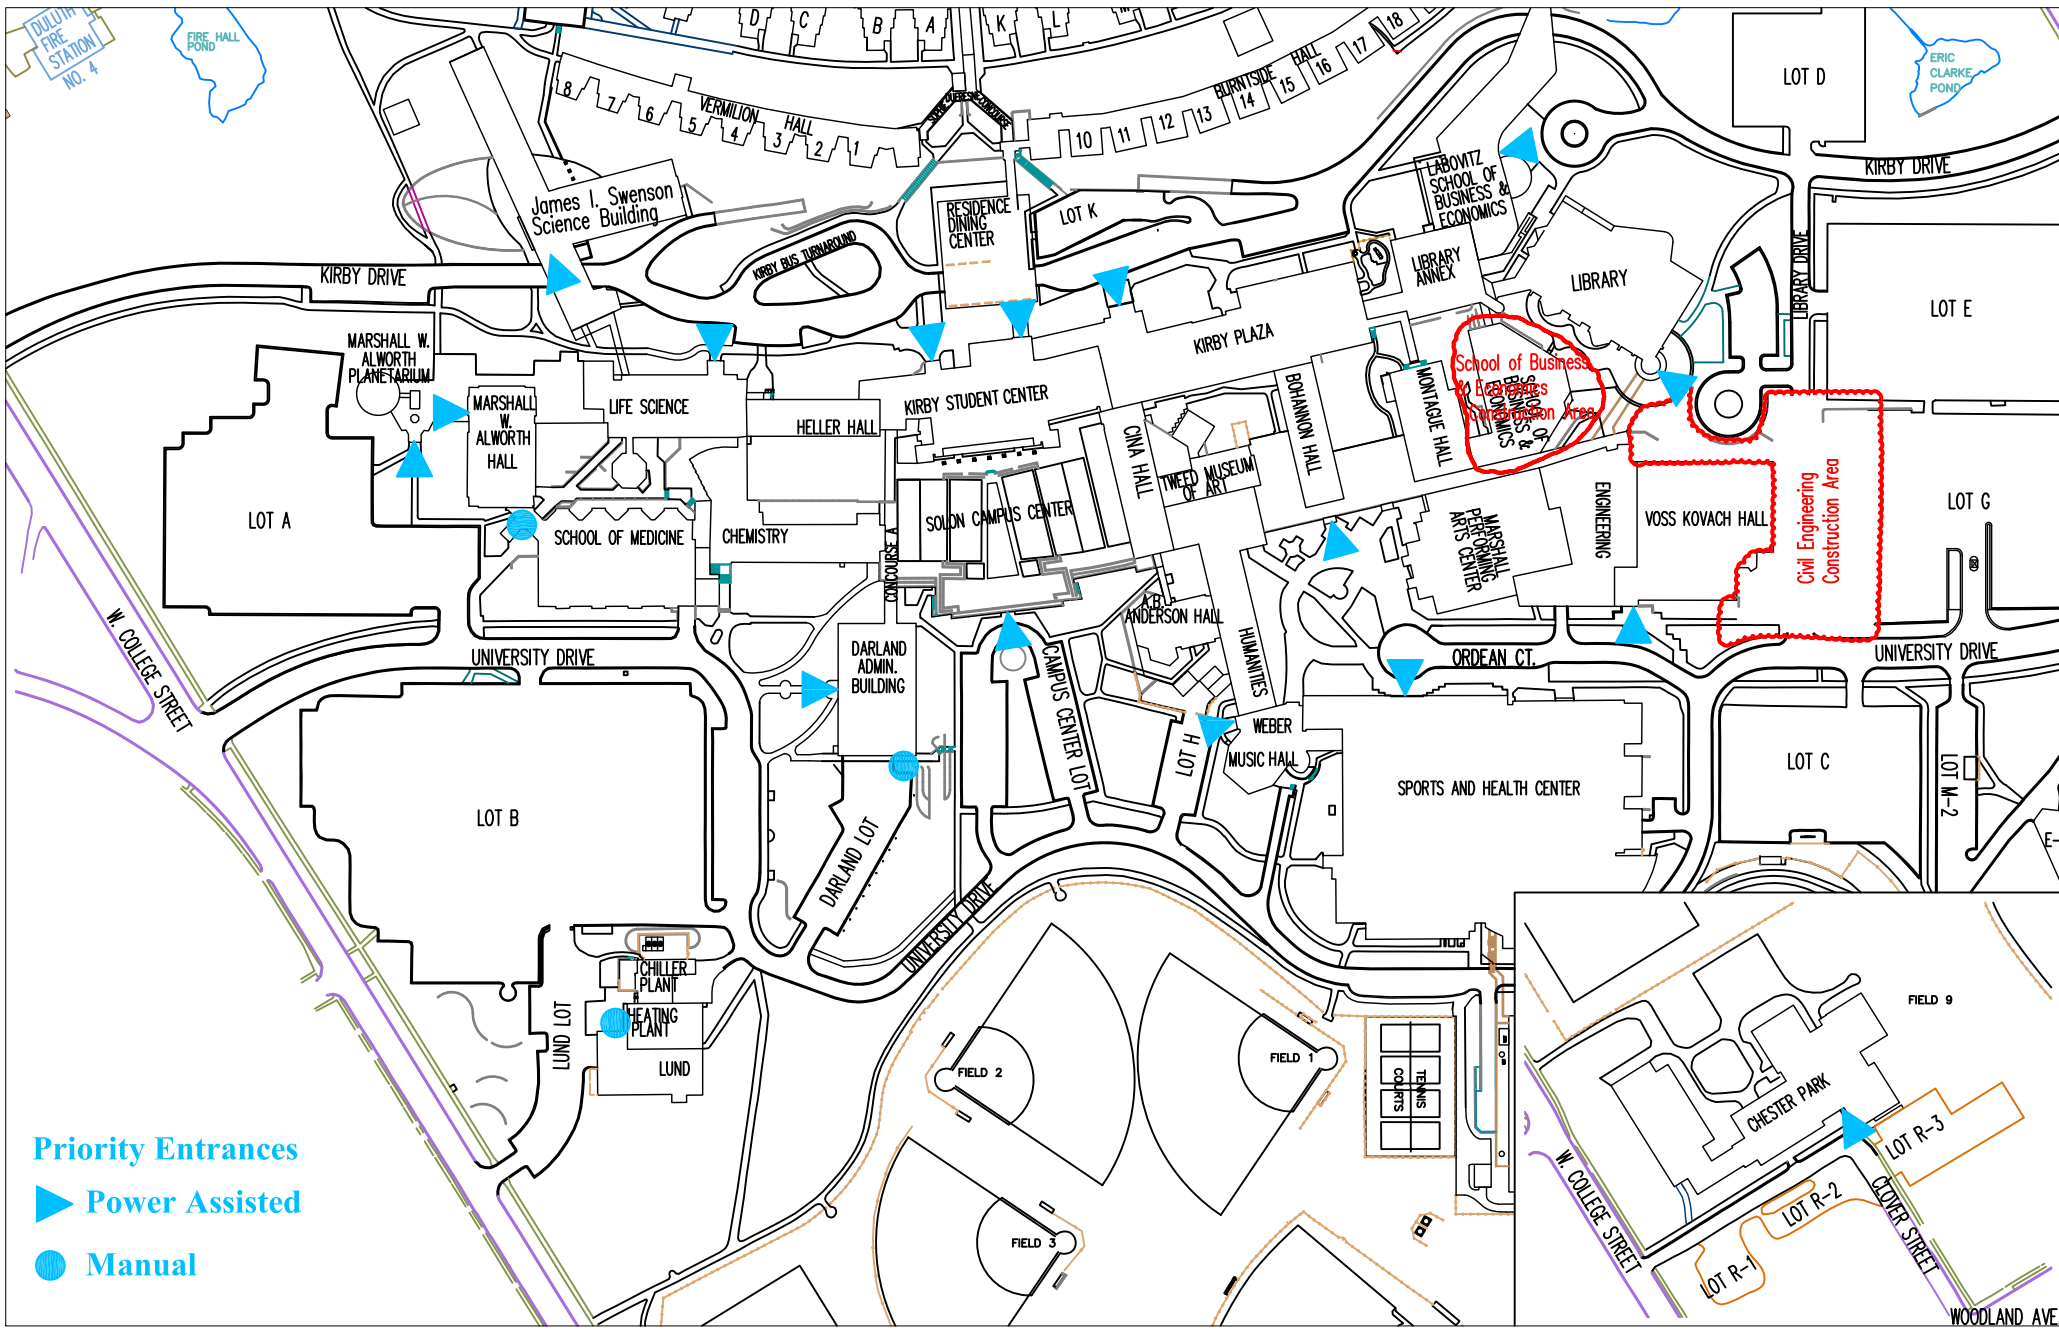 DULUTH
FIRE
STATION
NO. 4
FIRE HALL
POND
D
C
B
A
K
L
M
18
17
HALL
16
15
BURNTSIDE
14
13
12
11
10
8
7
6
5
4
3
2
1
VERMILION
HALL
LOT D
ERIC
CLARKE
POND
KIRBY DRIVE
LABOVITZ
SCHOOL OF
BUSINESS &
ECONOMICS
James I. Swenson
Science Building
RESIDENCE
DINING
CENTER
LOT K
KIRBY BUS TURNAROUND
KIRBY DRIVE
LIBRARY
ANNEX
LIBRARY
LIBRARY DRIVE
LOT E
MARSHALL W.
ALWORTH
PLANETARIUM
KIRBY PLAZA
MARSHALL
W.
ALWORTH
HALL
LIFE SCIENCE
HELLER HALL
KIRBY STUDENT CENTER
CINA HALL
TWEED MUSEUM
OF ART
BOHANNON HALL
MONTAGUE HALL
School of Business
& Economics
Construction Area
SCHOOL OF
BUSINESS &
ECONOMICS
LOT A
SCHOOL OF MEDICINE
CHEMISTRY
CONCOURSE A
SOLON CAMPUS CENTER
MARSHALL
PERFORMING
ARTS CENTER
ENGINEERING
VOSS KOVACH HALL
Civil Engineering
Construction Area
LOT G
A.B.
ANDERSON HALL
HUMANITIES
W. COLLEGE STREET
UNIVERSITY DRIVE
DARLAND
ADMIN.
BUILDING
CAMPUS CENTER LOT
ORDEAN CT.
UNIVERSITY DRIVE
LOT H
WEBER
MUSIC HALL
SPORTS AND HEALTH CENTER
LOT C
LOT M-2
E-
LOT B
DARLAND LOT
UNIVERSITY DRIVE
CHILLER
PLANT
HEATING
PLANT
LUND LOT
LUND
FIELD 2
FIELD 1
TENNIS
COURTS
FIELD 3
FIELD 9
CHESTER PARK
LOT R-3
LOT R-2
LOT R-1
W. COLLEGE STREET
CLOVER STREET
WOODLAND AVE
Priority Entrances
Power Assisted
Manual